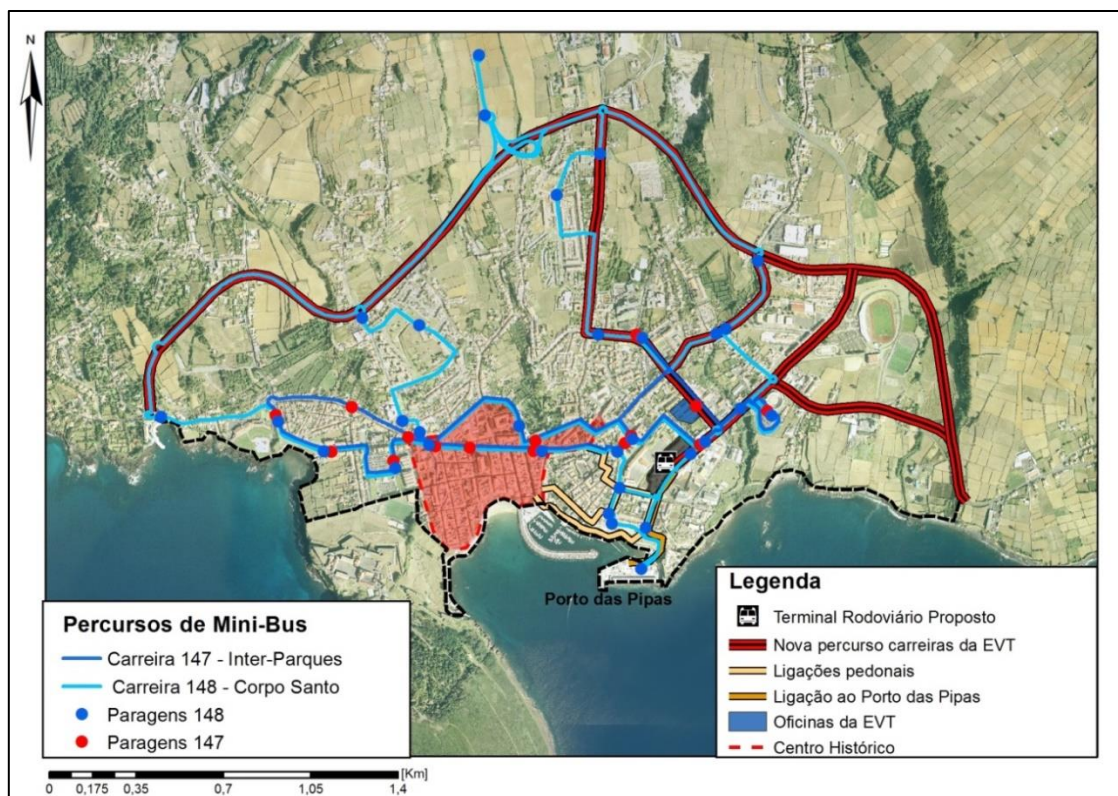 N
Porto das Pipas
Percursos de Mini-Bus
Carreira 147 - Inter-Parques
Carreira 148 - Corpo Santo
Paragens 148
Paragens 147
Legenda
Terminal Rodoviário Proposto
Nova percurso carreiras da EVT
Ligações pedonais
Ligação ao Porto das Pipas
Oficinas da EVT
Centro Histórico
[Km]
0 0,175 0,35 0,7 1,05 1,4